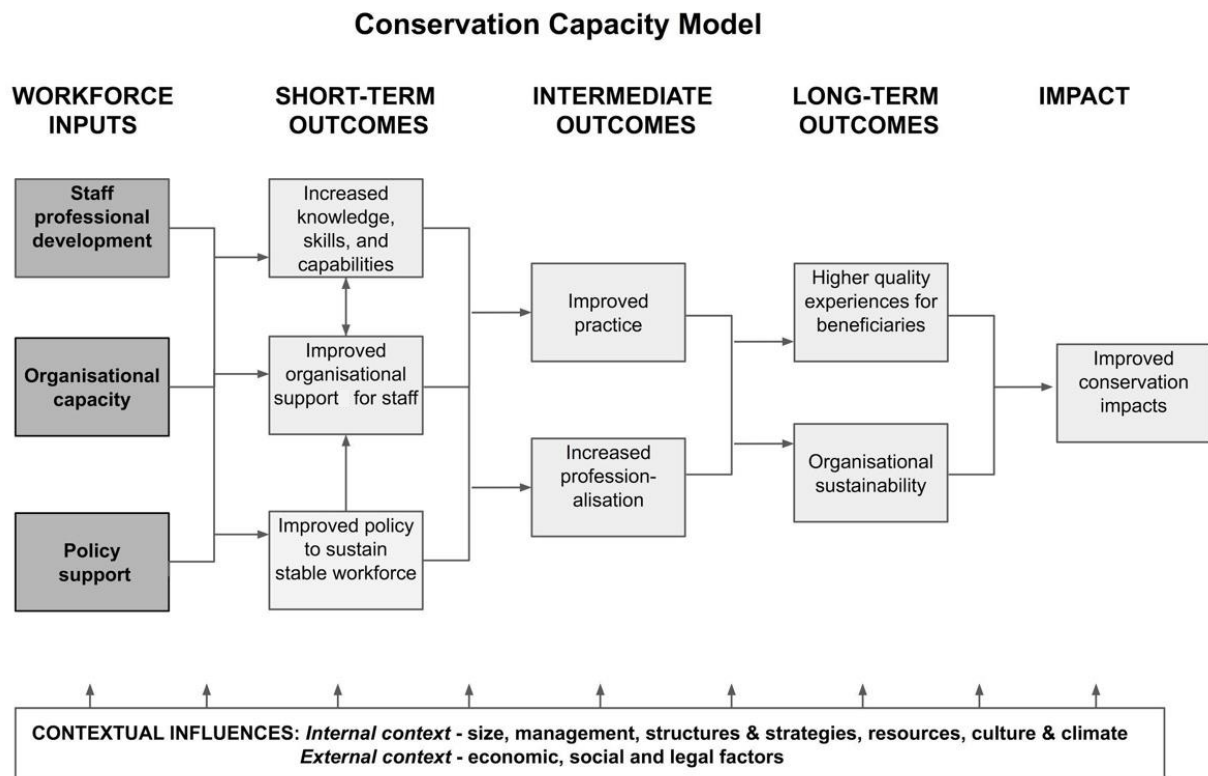 Conservation Capacity Model
WORKFORCE
INPUTS
SHORT-TERM
OUTCOMES
INTERMEDIATE
OUTCOMES
LONG-TERM
OUTCOMES
IMPACT
Staff
professional
development
Organisational
capacity
Policy
support
Increased
knowledge,
skills, and
capabilities
Improved
organisational
support for staff
Improved policy
to sustain
stable workforce
Improved
practice
Increased
profession-
alisation
Higher quality
experiences for
beneficiaries
Organisational
sustainability
Improved
conservation
impacts
CONTEXTUAL INFLUENCES: Internal context - size, management, structures & strategies, resources, culture & climate
External context - economic, social and legal factors